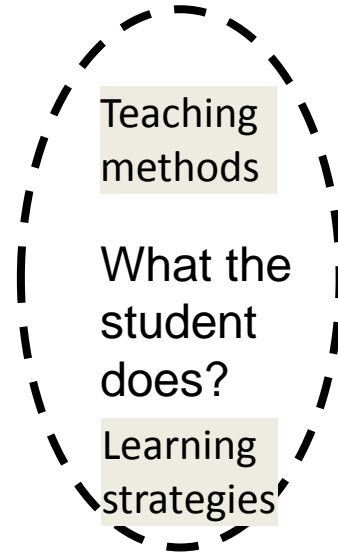 Teaching
methods
What the
student
does?
Learning
strategies